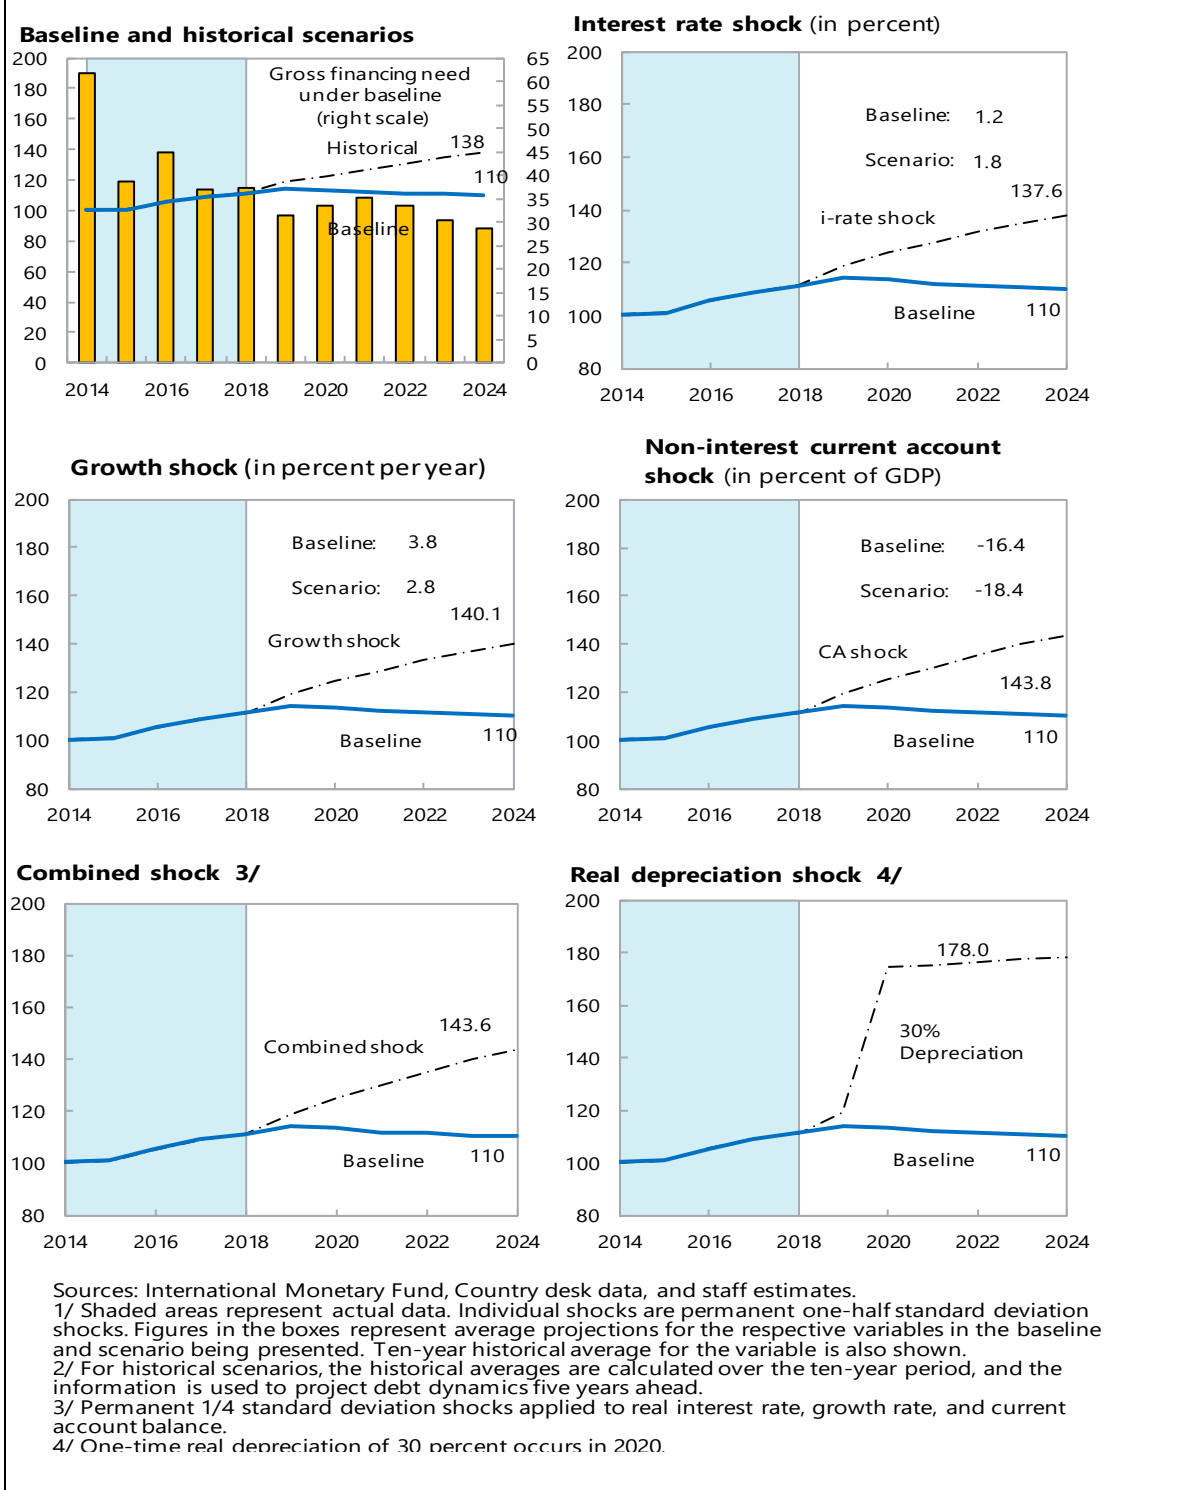 Baseline and historical scenarios
200
180
160
140
120
100
80
60
40
20
0
65
60
55
50
45
40
35
30
25
20
15
10
5
0
Gross financing need
under baseline
(right scale)
Historical
138
110
Baseline
2014 2016 2018 2020 2022 2024
Interest rate shock (in percent)
200
180
160
140
120
100
80
Baseline: 1.2
Scenario: 1.8
137.6
i-rate shock
Baseline
110
2014 2016 2018 2020 2022 2024
Growth shock (in percent per year)
200
180
160
140
120
100
80
Baseline: 3.8
Scenario: 2.8
140.1
Growth shock
110
Baseline
2014 2016 2018 2020 2022 2024
Non-interest current account
shock (in percent of GDP)
200
180
160
140
120
100
80
Baseline: -16.4
Scenario: -18.4
CA shock
143.8
110
Baseline
2014 2016 2018 2020 2022 2024
Combined shock 3/
200
180
160
140
120
100
80
143.6
Combined shock
110
Baseline
2014 2016 2018 2020 2022 2024
Real depreciation shock 4/
200
180
160
140
120
100
80
178.0
30%
Depreciation
110
Baseline
2014 2016 2018 2020 2022 2024
Sources: International Monetary Fund, Country desk data, and staff estimates.
1/ Shaded areas represent actual data. Individual shocks are permanent one-half standard deviation
shocks. Figures in the boxes represent average projections for the respective variables in the baseline
and scenario being presented. Ten-year historical average for the variable is also shown.
2/ For historical scenarios, the historical averages are calculated over the ten-year period, and the
information is used to project debt dynamics five years ahead.
3/ Permanent 1/4 standard deviation shocks applied to real interest rate, growth rate, and current
account balance.
4/ One-time real depreciation of 30 percent occurs in 2020.